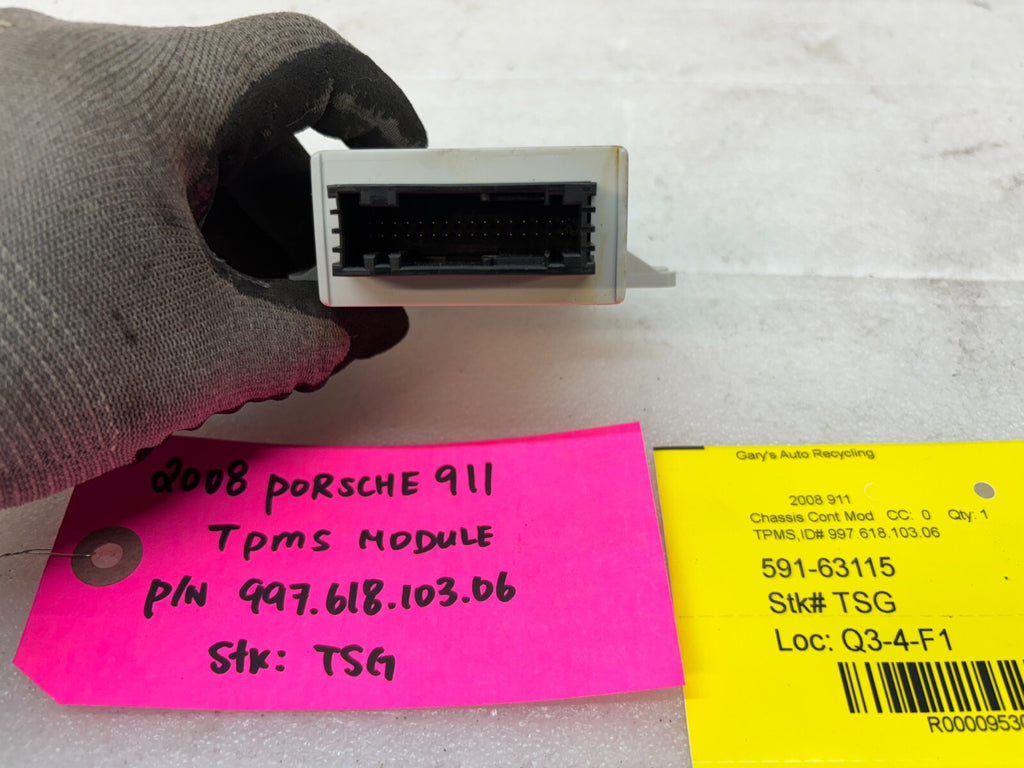 2008 PORSCHE 911
TPMS MODULE
P/N 997.618.103.06
Stk: TSG
Gary's Auto Recycling
2008 911
Chassis Cont Mod CC: 0 Qty: 1
TPMS,ID# 997.618.103.06
591-63115
Stk# TSG
Loc: Q3-4-F1